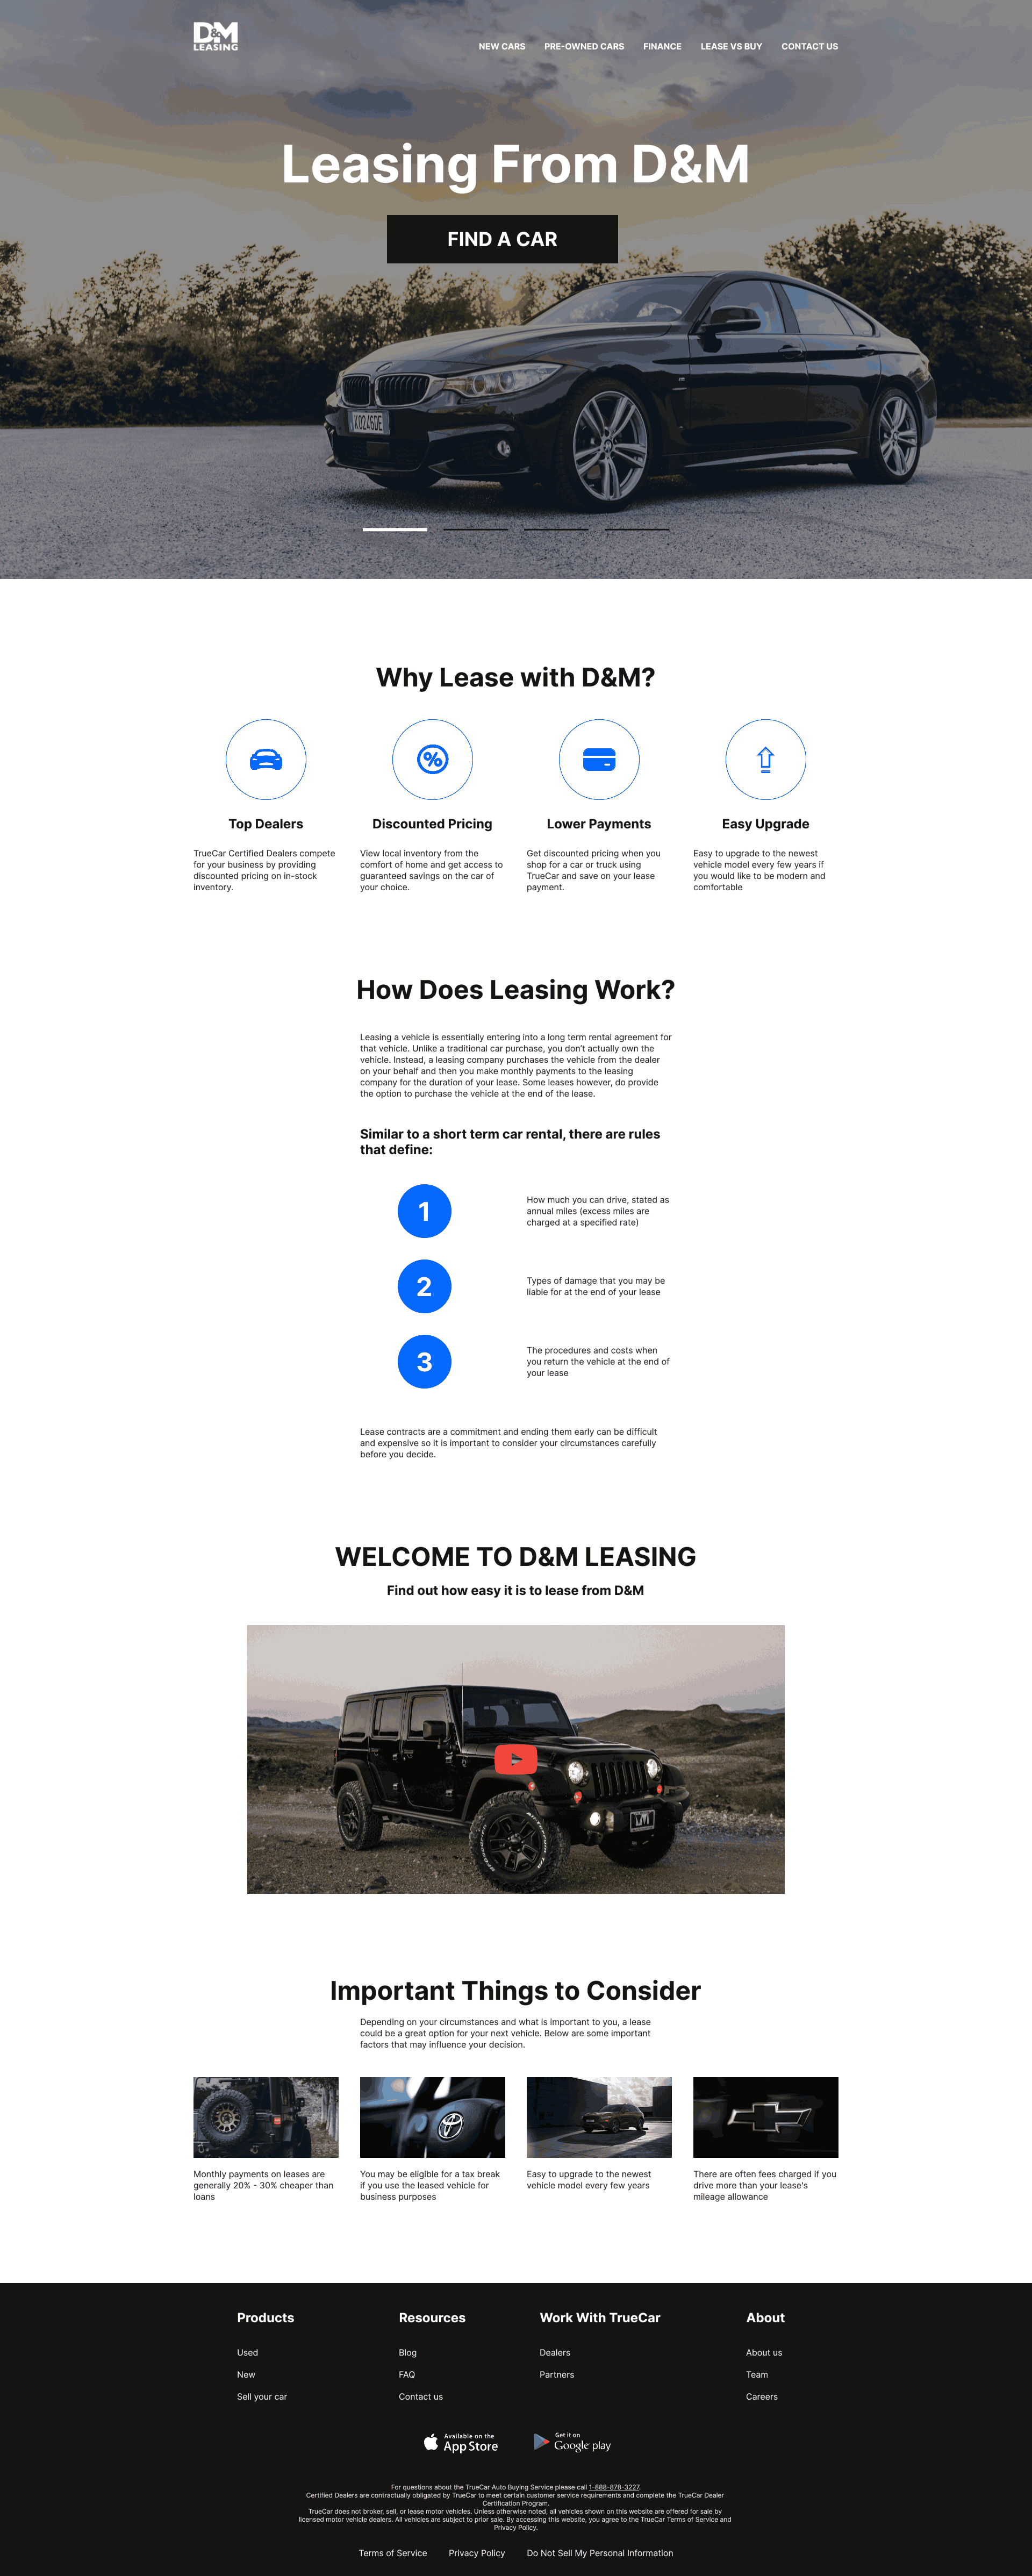 D&M
LEASING
NEW CARS PRE-OWNED CARS FINANCE LEASE VS BUY CONTACT US
Leasing From D&M
FIND A CAR
KO246DE
Why Lease with D&M?
%
Top Dealers
Discounted Pricing
Lower Payments
Easy Upgrade
TrueCar Certified Dealers compete
for your business by providing
discounted pricing on in-stock
inventory.
View local inventory from the
comfort of home and get access to
guaranteed savings on the car of
your choice.
Get discounted pricing when you
shop for a car or truck using
TrueCar and save on your lease
payment.
Easy to upgrade to the newest
vehicle model every few years if
you would like to be modern and
comfortable
How Does Leasing Work?
Leasing a vehicle is essentially entering into a long term rental agreement for
that vehicle. Unlike a traditional car purchase, you don't actually own the
vehicle. Instead, a leasing company purchases the vehicle from the dealer
on your behalf and then you make monthly payments to the leasing
company for the duration of your lease. Some leases however, do provide
the option to purchase the vehicle at the end of the lease.
Similar to a short term car rental, there are rules
that define:
1
How much you can drive, stated as
annual miles (excess miles are
charged at a specified rate)
2
Types of damage that you may be
liable for at the end of your lease
3
The procedures and costs when
you return the vehicle at the end of
your lease
Lease contracts are a commitment and ending them early can be difficult
and expensive so it is important to consider your circumstances carefully
before you decide.
WELCOME TO D&M LEASING
Find out how easy it is to lease from D&M
Important Things to Consider
Depending on your circumstances and what is important to you, a lease
could be a great option for your next vehicle. Below are some important
factors that may influence your decision.
Monthly payments on leases are
generally 20% - 30% cheaper than
loans
You may be eligible for a tax break
if you use the leased vehicle for
business purposes
Easy to upgrade to the newest
vehicle model every few years
There are often fees charged if you
drive more than your lease's
mileage allowance
Products
Used
New
Sell your car
Resources
Blog
FAQ
Contact us
Work With TrueCar
Dealers
Partners
About
About us
Team
Careers
Available on the
App Store
Get it on
Google play
For questions about the TrueCar Auto Buying Service please call 1-888-878-3227.
Certified Dealers are contractually obligated by TrueCar to meet certain customer service requirements and complete the TrueCar Dealer
Certification Program.
TrueCar does not broker, sell, or lease motor vehicles. Unless otherwise noted, all vehicles shown on this website are offered for sale by
licensed motor vehicle dealers. All vehicles are subject to prior sale. By accessing this website, you agree to the TrueCar Terms of Service and
Privacy Policy.
Terms of Service Privacy Policy Do Not Sell My Personal Information